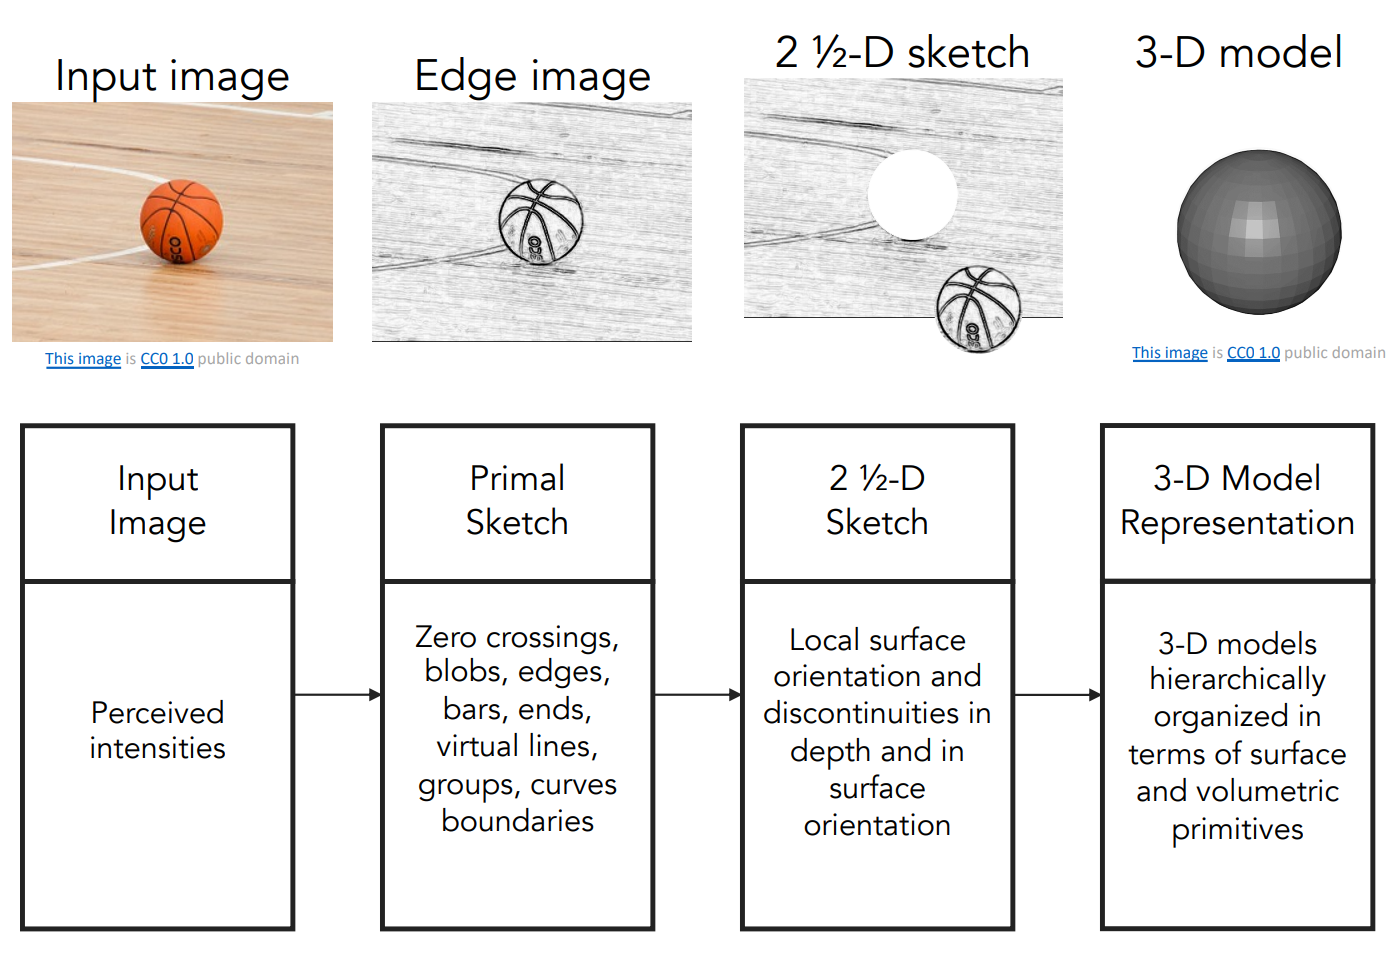 Input image
Edge image
2 ½-D sketch
3-D model
SCO
This image is CC0 1.0 public domain
This image is CC0 1.0 public domain
Input
Image
Perceived
intensities
Primal
Sketch
Zero crossings,
blobs, edges,
bars, ends,
virtual lines,
groups, curves
boundaries
2 ½-D
Sketch
Local surface
orientation and
discontinuities in
depth and in
surface
orientation
3-D Model
Representation
3-D models
hierarchically
organized in
terms of surface
and volumetric
primitives